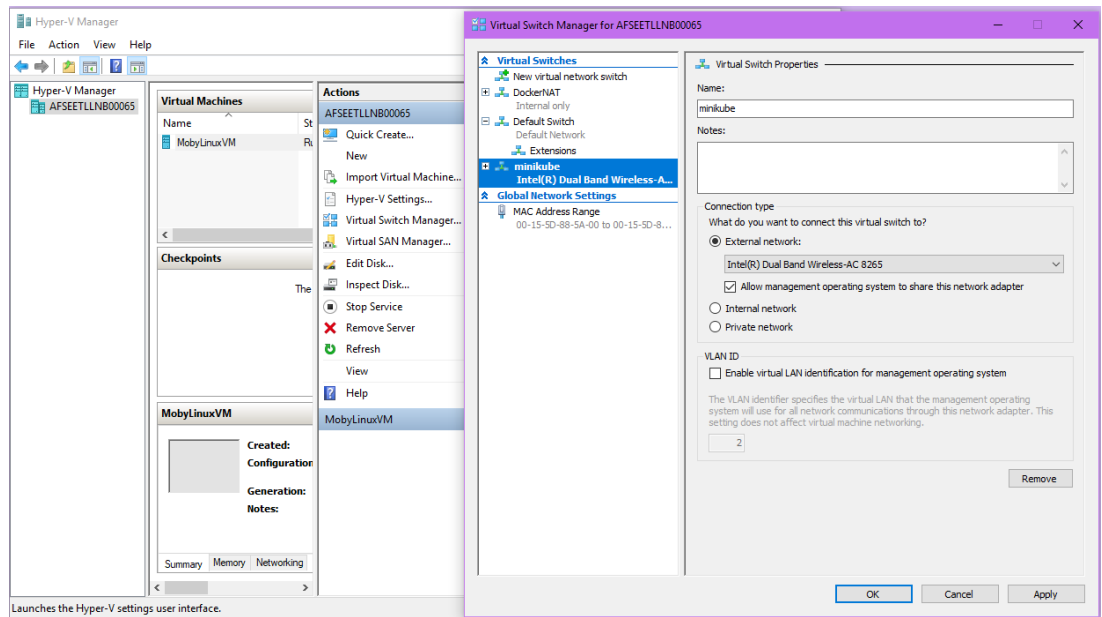 Hyper-V Manager
File Action View Help
Hyper-V Manager
AFSEETLLNB00065
Virtual Machines
Name St
MobyLinuxVM Ru
Checkpoints
The
MobyLinuxVM
Created:
Configuration
Generation:
Notes:
Summary Memory Networking
Launches the Hyper-V settings user interface.
Actions
AFSEETLLNB00065
Quick Create...
New
Import Virtual Machine...
Hyper-V Settings...
Virtual Switch Manager...
Virtual SAN Manager...
Edit Disk...
Inspect Disk...
Stop Service
Remove Server
Refresh
View
Help
MobyLinuxVM
Virtual Switch Manager for AFSEETLLNB00065
Virtual Switches
New virtual network switch
DockerNAT
Internal only
Default Switch
Default Network
Extensions
minikube
Intel(R) Dual Band Wireless-A...
Global Network Settings
MAC Address Range
00-15-5D-88-5A-00 to 00-15-5D-8...
Virtual Switch Properties
Name:
minikube
Notes:
Connection type
What do you want to connect this virtual switch to?
External network:
Intel(R) Dual Band Wireless-AC 8265
Allow management operating system to share this network adapter
Internal network
Private network
VLAN ID
Enable virtual LAN identification for management operating system
The VLAN identifier specifies the virtual LAN that the management operating
system will use for all network communications through this network adapter. This
setting does not affect virtual machine networking.
2
Remove
OK Cancel Apply